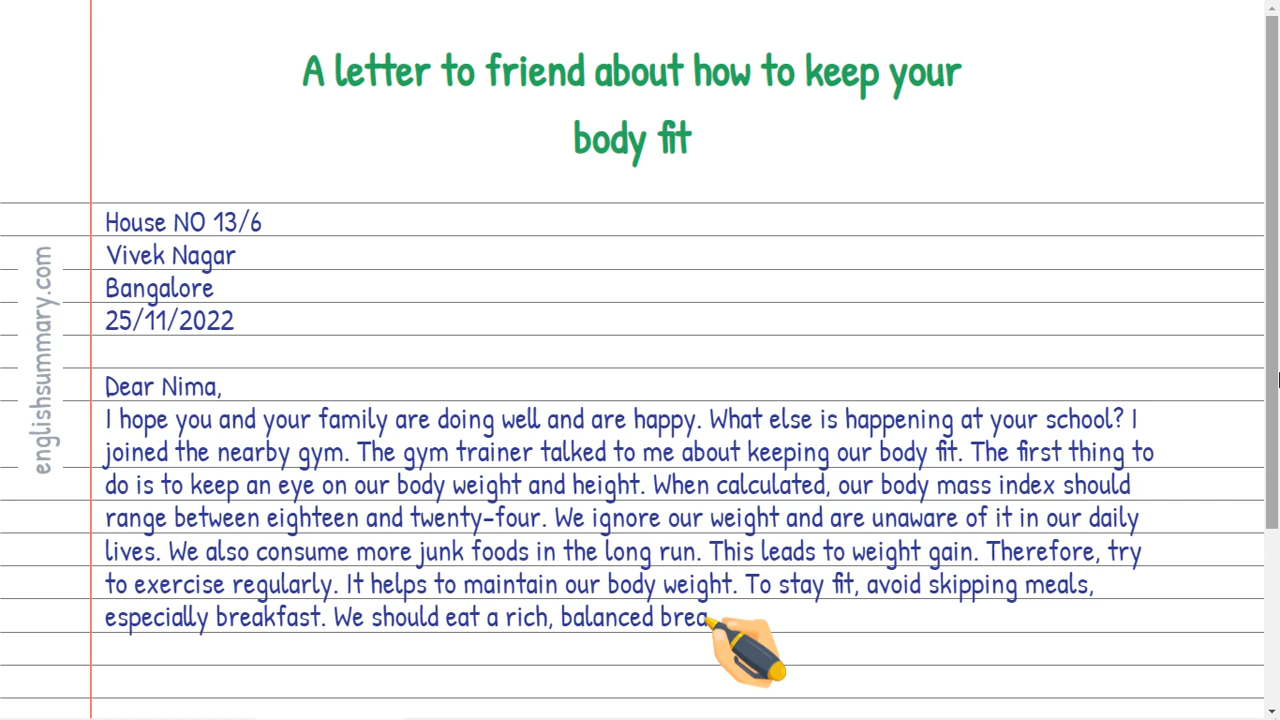 A letter to friend about how to keep your
body fit
House NO 13/6
Vivek Nagar
Bangalore
25/11/2022
englishsummary.com
Dear Nima,
I hope you and your family are doing well and are happy. What else is happening at your school? I
joined the nearby gym. The gym trainer talked to me about keeping our body fit. The first thing to
do is to keep an eye on our body weight and height. When calculated, our body mass index should
range between eighteen and twenty-four. We ignore our weight and are unaware of it in our daily
lives. We also consume more junk foods in the long run. This leads to weight gain. Therefore, try
to exercise regularly. It helps to maintain our body weight. To stay fit, avoid skipping meals,
especially breakfast. We should eat a rich, balanced brea